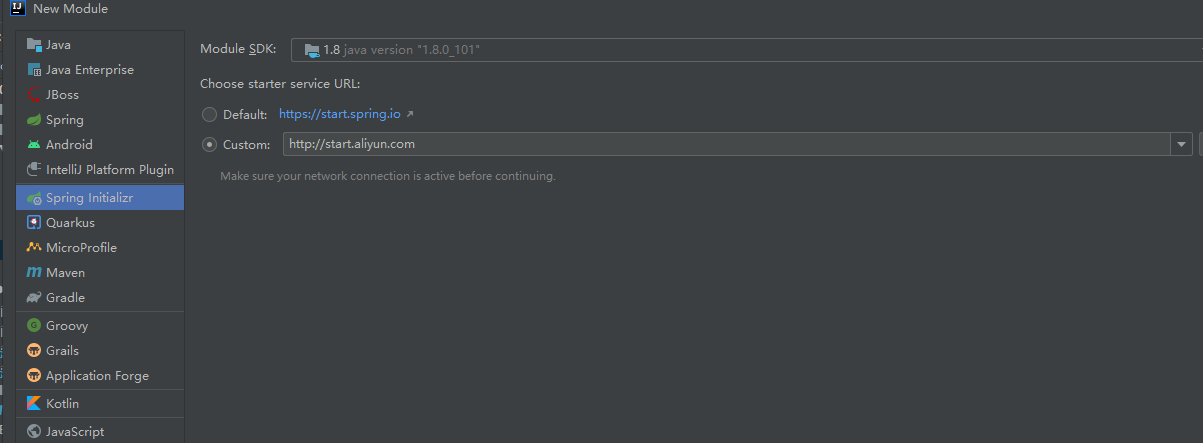 New Module
Java
Java Enterprise
JBoss
Spring
Android
IntelliJ Platform Plugin
Spring Initializr
Quarkus
MicroProfile
Maven
Gradle
Groovy
Grails
Application Forge
Kotlin
JavaScript
Module SDK: 1.8 java version "1.8.0_101"
Choose starter service URL:
Default: https://start.spring.io
Custom: http://start.aliyun.com
Make sure your network connection is active before continuing.